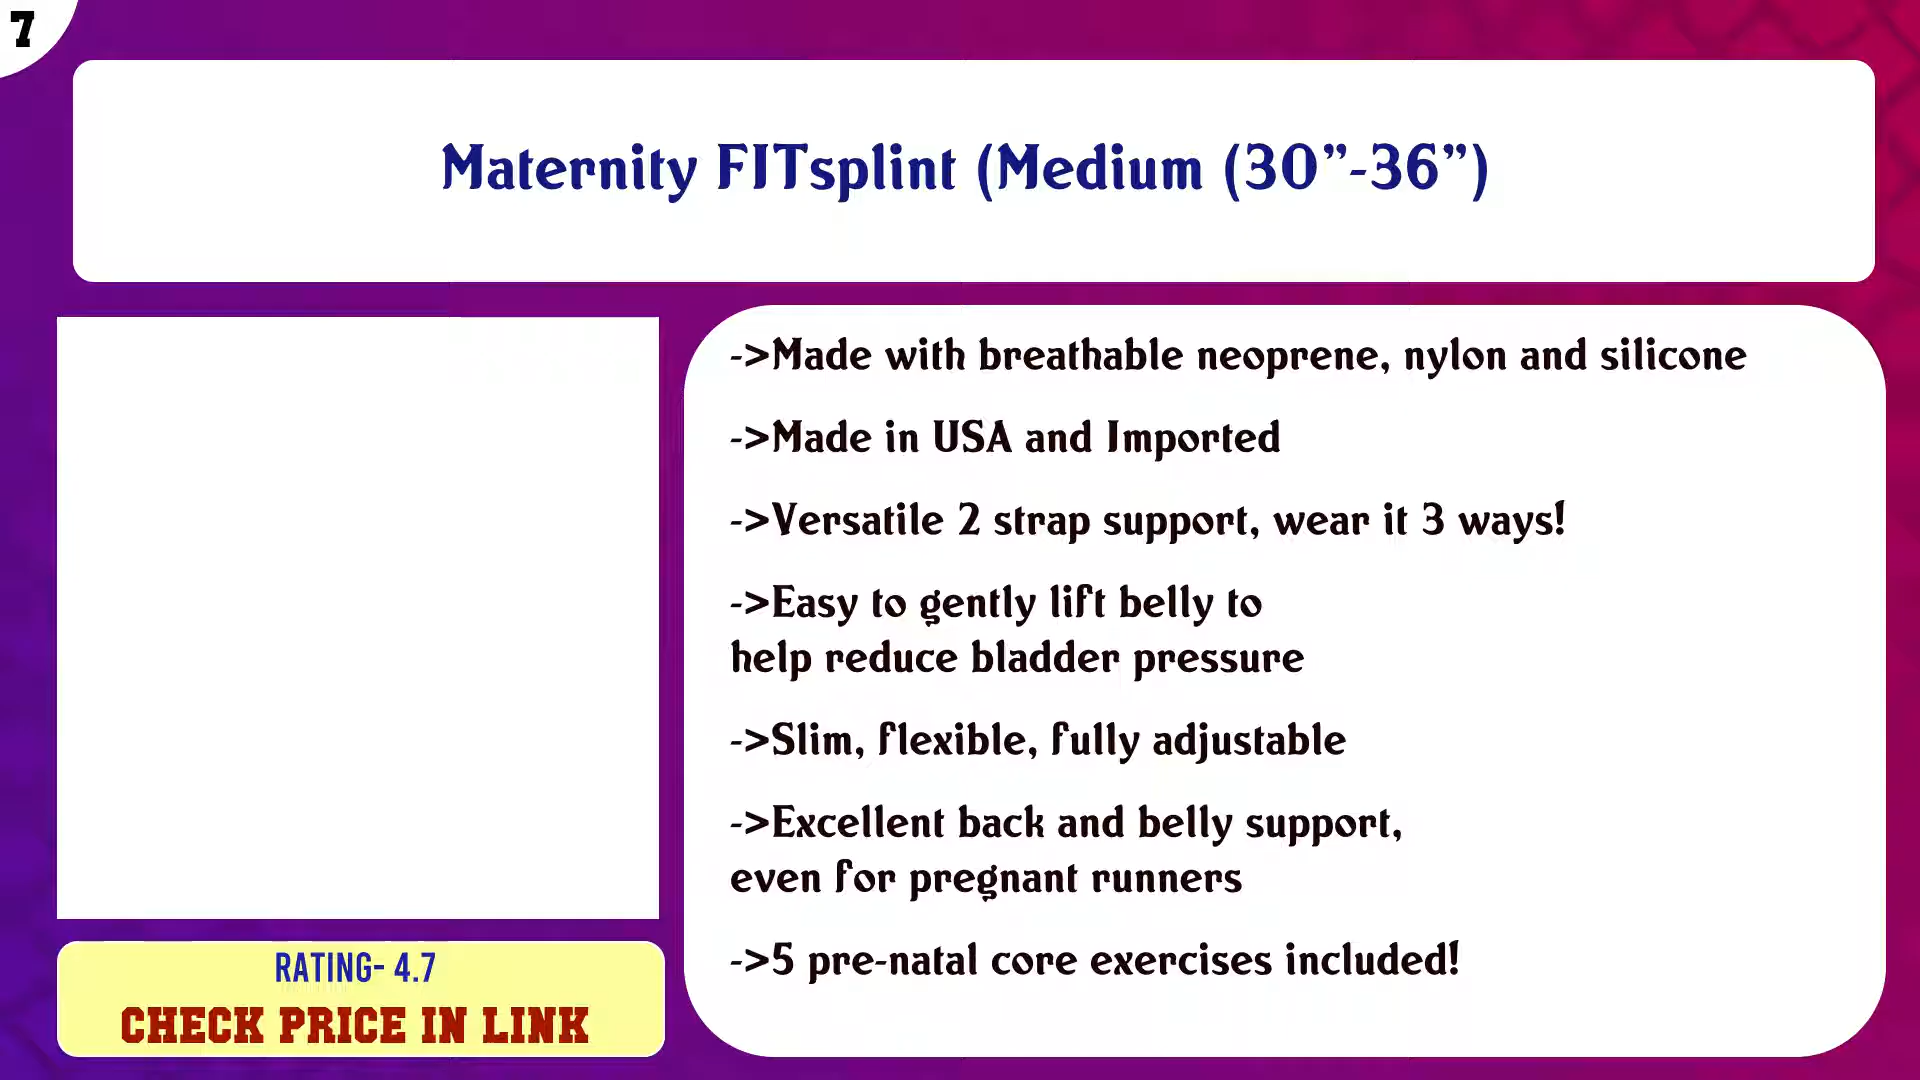 7
Maternity FITsplint (Medium (30”-36”)
->Made with breathable neoprene, nylon and silicone
->Made in USA and Imported
->Versatile 2 strap support, wear it 3 ways!
->Easy to gently lift belly to
help reduce bladder pressure
->Slim, flexible, fully adjustable
->Excellent back and belly support,
even for pregnant runners
->5 pre-natal core exercises included!
RATING- 4.7
CHECK PRICE IN LINK